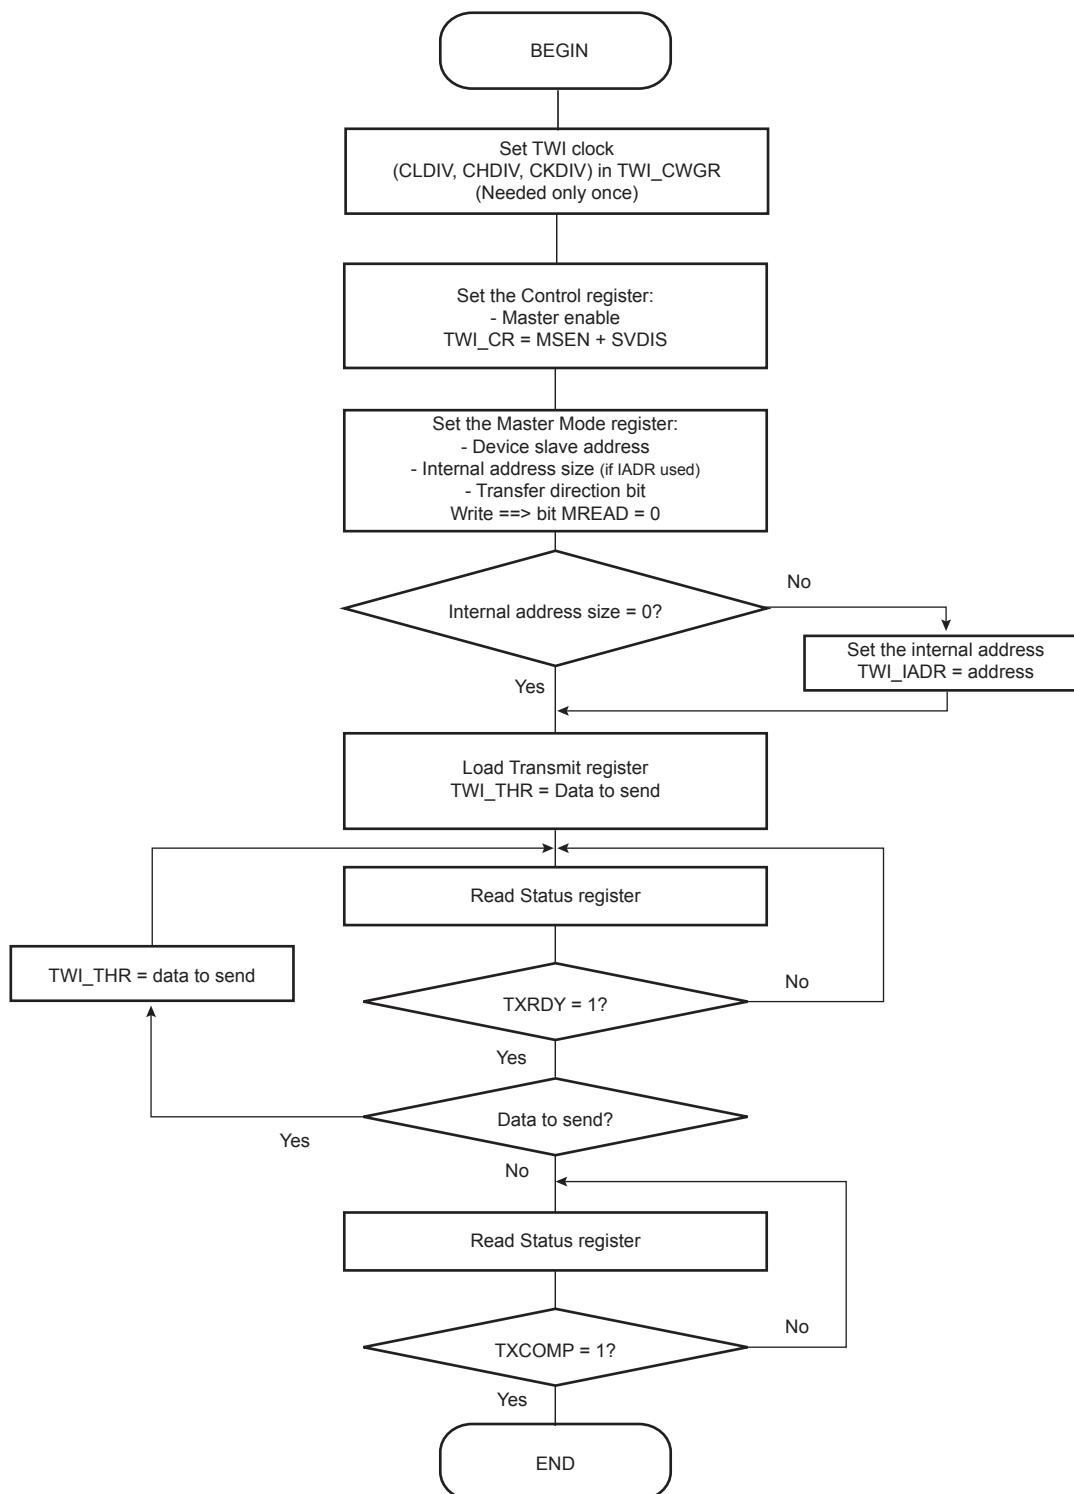 BEGIN
Set TWI clock
(CLDIV, CHDIV, CKDIV) in TWI_CWGR
(Needed only once)
Set the Control register:
- Master enable
TWI_CR = MSEN + SVDIS
Set the Master Mode register:
- Device slave address
- Internal address size (if IADR used)
- Transfer direction bit
Write ==> bit MREAD = 0
Internal address size = 0?
No
Set the internal address
TWI_IADR = address
Yes
Load Transmit register
TWI_THR = Data to send
Read Status register
TWI_THR = data to send
TXRDY = 1?
No
Yes
Data to send?
Yes
No
Read Status register
TXCOMP = 1?
No
Yes
END